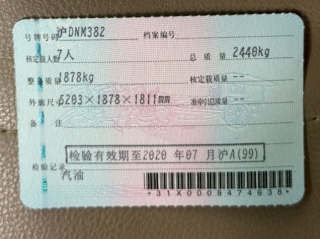 号牌号码 沪DNM382 档案编号
核定载人数 7人 总质量 2440kg
整备质量 1878kg 核定载质量 --
外廓尺寸 5203×1878×1811mm 准牵引总质量 --
备注
检验有效期至2020 年07 月沪A(99)
检验记录
汽油
*31X0009474638*